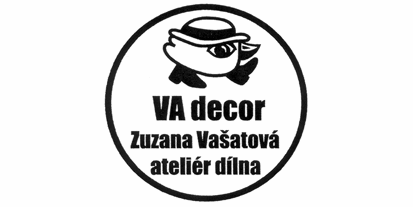 VA decor
Zuzana Vašatová
ateliér dílna